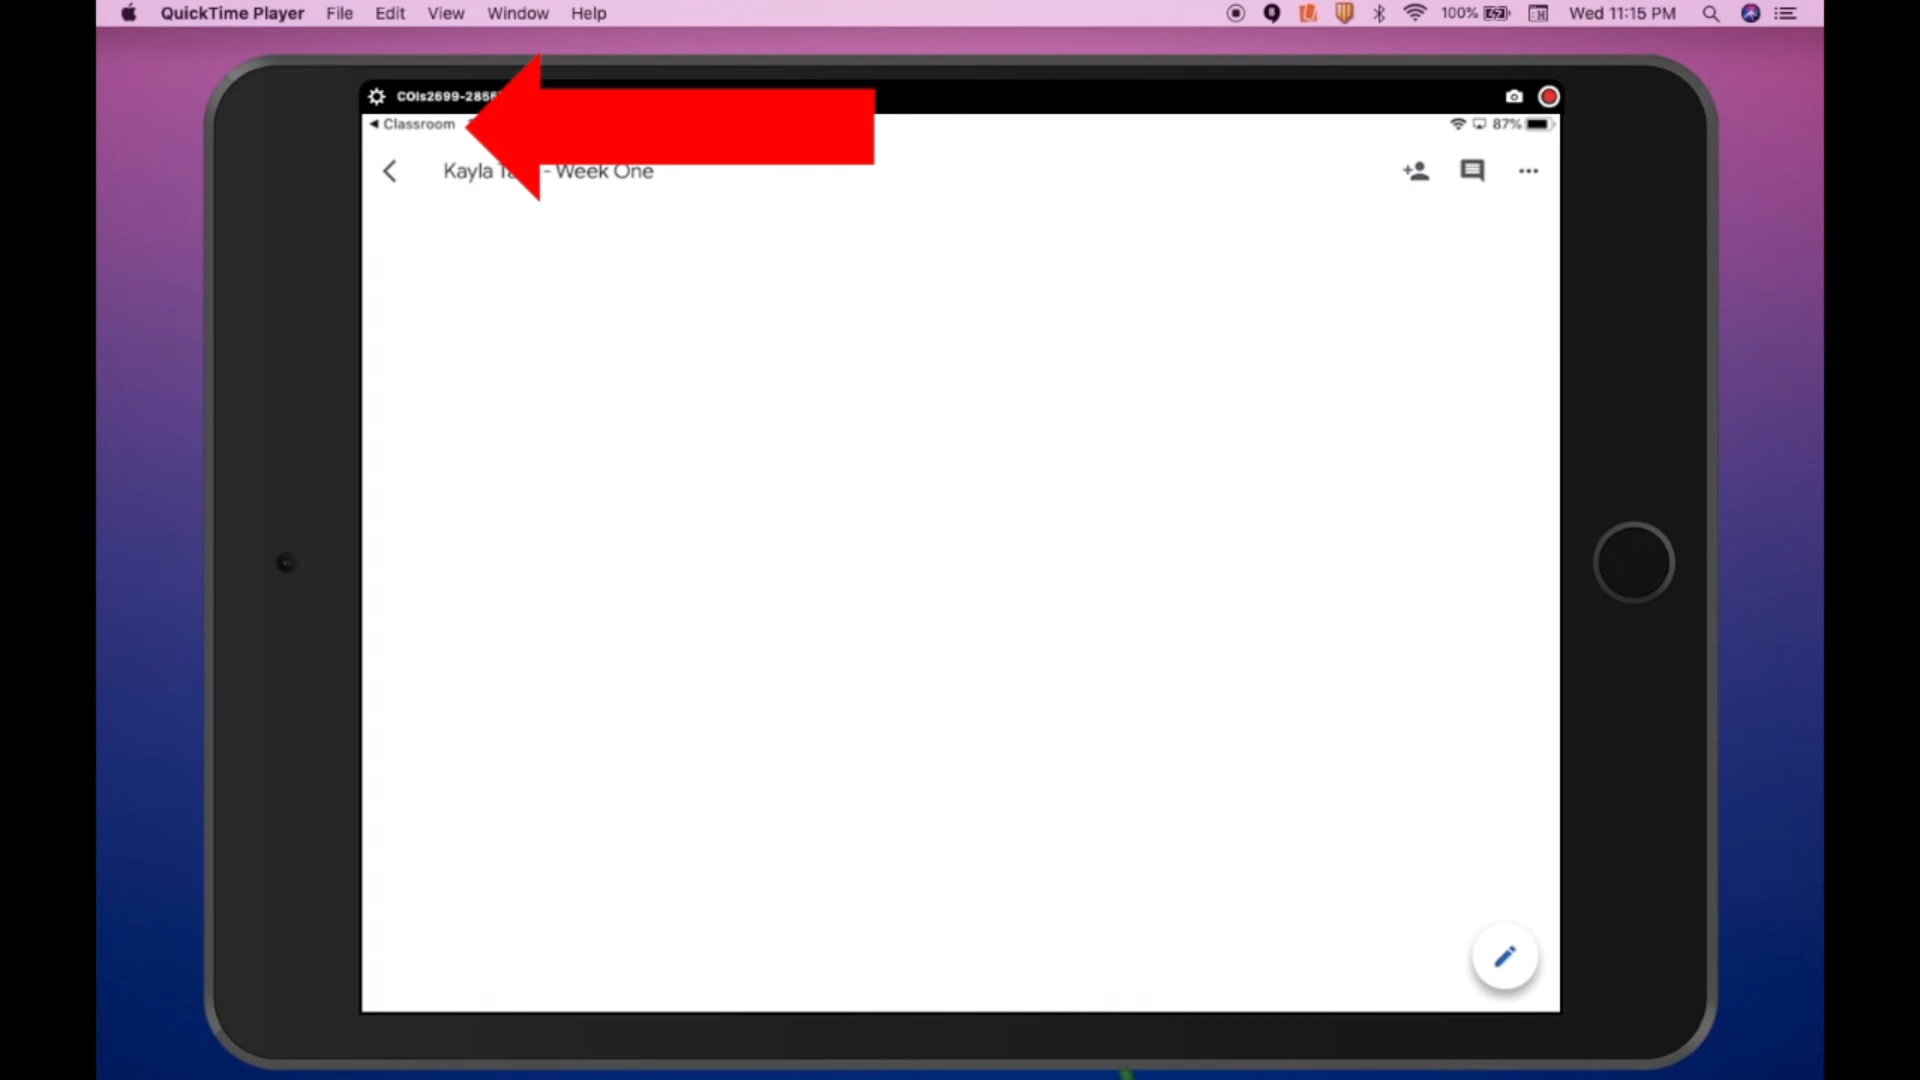 QuickTime Player File Edit View Window Help 100% Wed 11:15 PM
◀ Classroom 87%
Kayla - Week One